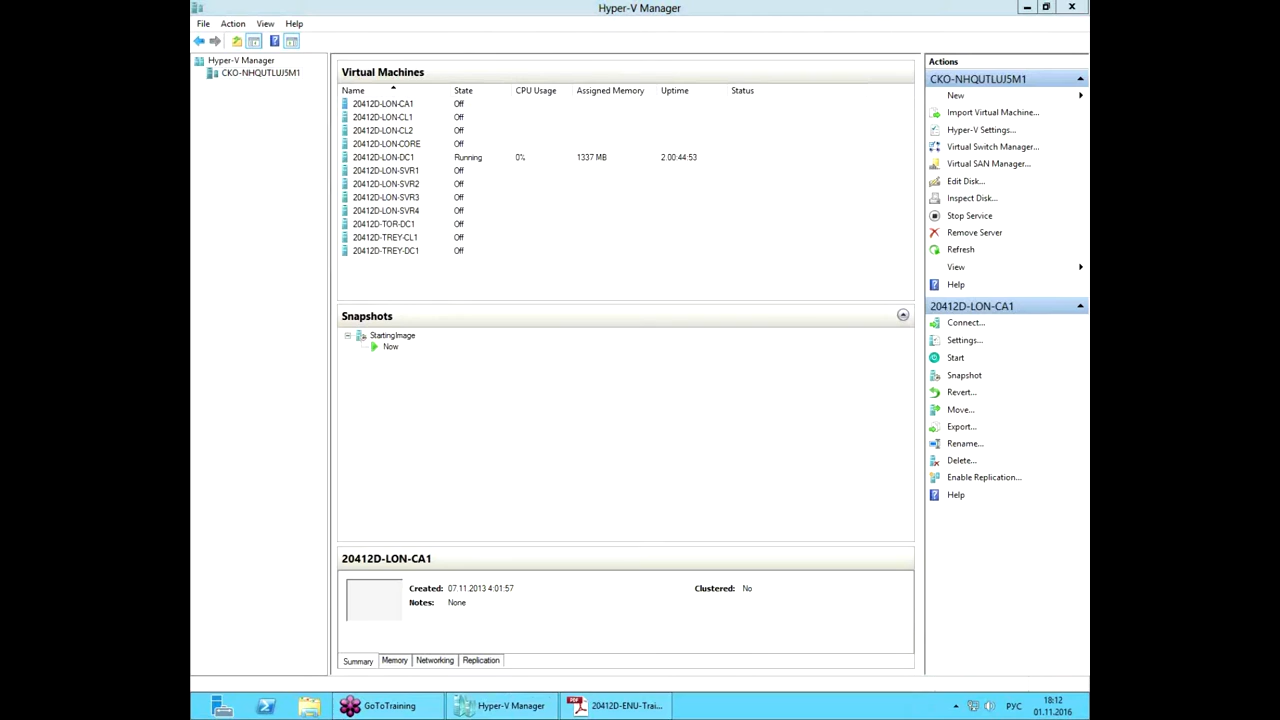 Hyper-V Manager
File Action View Help
Hyper-V Manager
CKO-NHQUTLUJ5M1
Virtual Machines
Name State CPU Usage Assigned Memory Uptime Status
20412D-LON-CA1 Off
20412D-LON-CL1 Off
20412D-LON-CL2 Off
20412D-LON-CORE Off
20412D-LON-DC1 Running 0% 1337 MB 2.00:44:53
20412D-LON-SVR1 Off
20412D-LON-SVR2 Off
20412D-LON-SVR3 Off
20412D-LON-SVR4 Off
20412D-TOR-DC1 Off
20412D-TREY-CL1 Off
20412D-TREY-DC1 Off
Snapshots
StartingImage
Now
20412D-LON-CA1
Created: 07.11.2013 4:01:57 Clustered: No
Notes: None
Summary Memory Networking Replication
Actions
CKO-NHQUTLUJ5M1
New
Import Virtual Machine...
Hyper-V Settings...
Virtual Switch Manager...
Virtual SAN Manager...
Edit Disk...
Inspect Disk...
Stop Service
Remove Server
Refresh
View
Help
20412D-LON-CA1
Connect...
Settings...
Start
Snapshot
Revert...
Move...
Export...
Rename...
Delete...
Enable Replication...
Help
GoToTraining Hyper-V Manager 20412D-ENU-Trai... РУС 18:12
01.11.2016